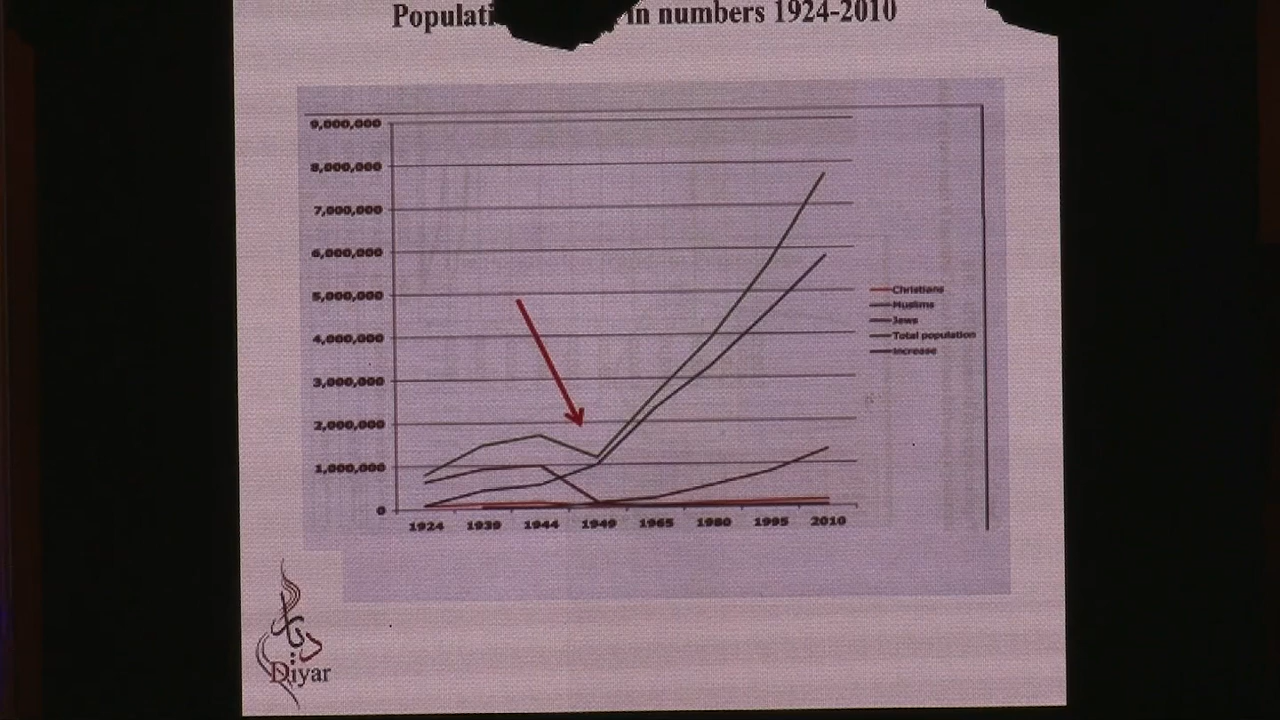 Populati in numbers 1924-2010
9,000,000
8,000,000
7,000,000
6,000,000
5,000,000
4,000,000
3,000,000
2,000,000
1,000,000
0
1924 1939 1944 1949 1965 1980 1995 2010
Christians
Muslims
Jews
Total population
Increase
ديار
Diyar